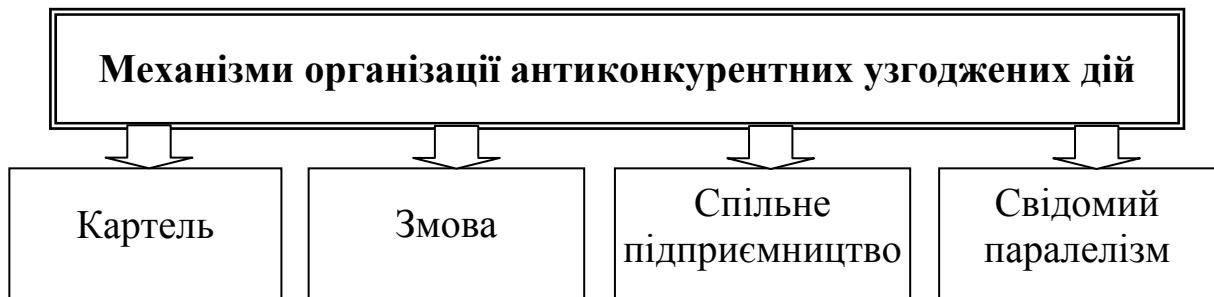 Механізми організації антиконкурентних узгоджених дій
Картель
Змова
Спільне
підприємництво
Свідомий
паралелізм